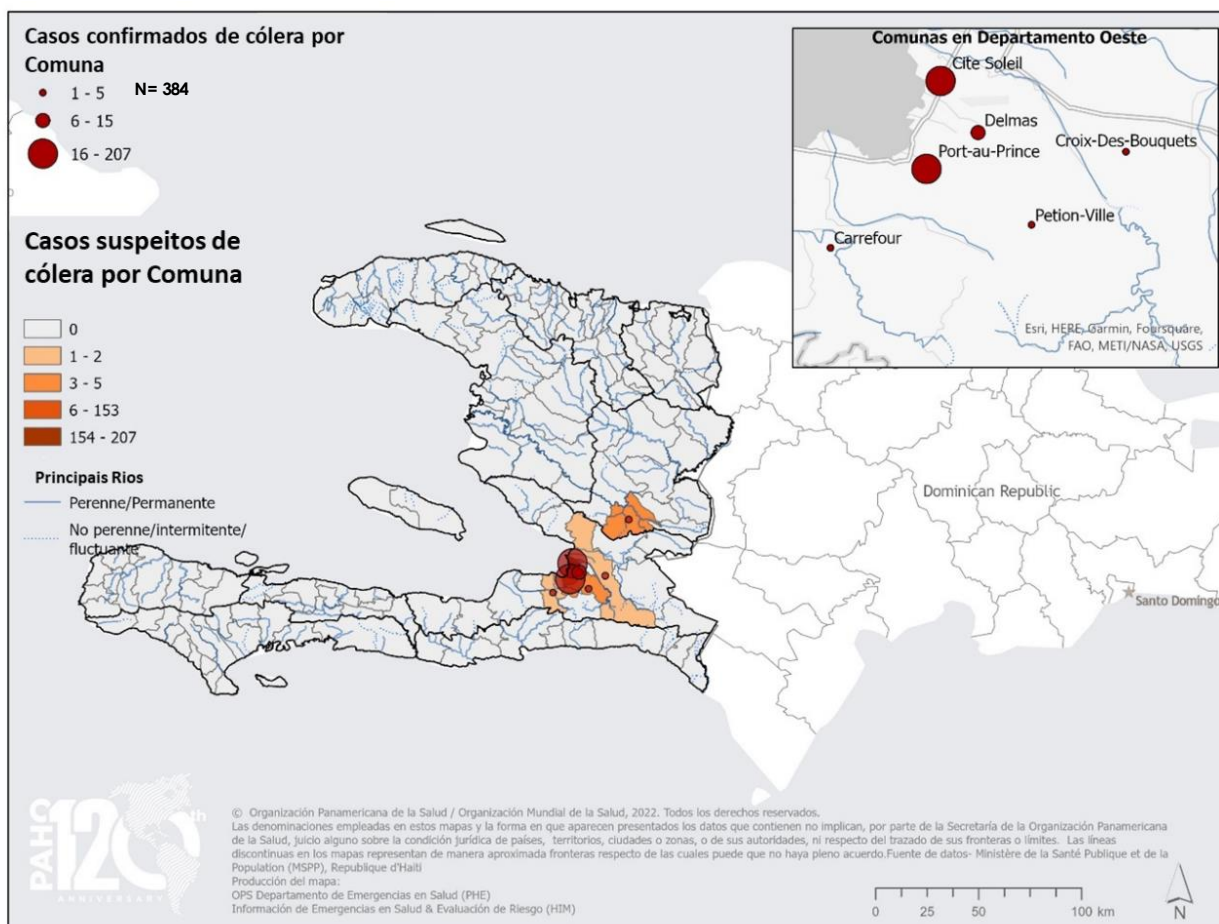 Casos confirmados de cólera por
Comuna
N= 384
1 - 5
6 - 15
16 - 207
Casos suspeitos de
cólera por Comuna
0
1 - 2
3 - 5
6 - 153
154 - 207
Principais Rios
Perenne/Permanente
No perenne/intermitente/
fluctuante
Comunas en Departamento Oeste
Cite Soleil
Delmas
Croix-Des-Bouquets
Port-au-Prince
Petion-Ville
Carrefour
Esri, HERE, Garmin, Foursquare,
FAO, METI/NASA, USGS
Dominican Republic
Santo Domingo
PAHO
120th
ANNIVERSARY
© Organización Panamericana de la Salud / Organización Mundial de la Salud, 2022. Todos los derechos reservados.
Las denominaciones empleadas en estos mapas y la forma en que aparecen presentados los datos que contienen no implican, por parte de la Secretaría de la Organización Panamericana
de la Salud, juicio alguno sobre la condición jurídica de países, territorios, ciudades o zonas, o de sus autoridades, ni respecto del trazado de sus fronteras o límites. Las líneas
discontinuas en los mapas representan de manera aproximada fronteras respecto de las cuales puede que no haya pleno acuerdo.Fuente de datos- Ministère de la Santé Publique et de la
Population (MSPP), Republique d'Haiti
Producción del mapa:
OPS Departamento de Emergencias en Salud (PHE)
Información de Emergencias en Salud & Evaluación de Riesgo (HIM)
0 25 50 100 km
N